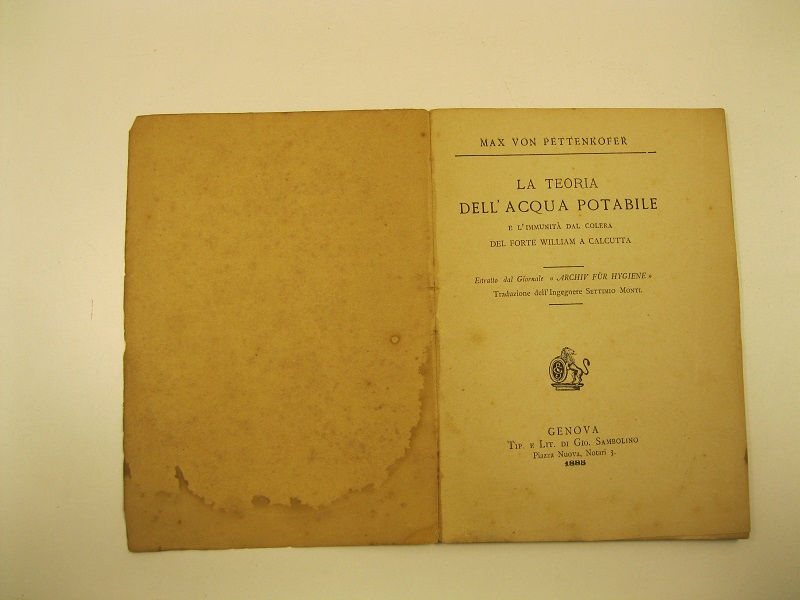 MAX VON PETTENKOFER
LA TEORIA
DELL'ACQUA POTABILE
E L'IMMUNITÀ DAL COLERA
DEL FORTE WILLIAM A CALCUTTA
Estratto dal Giornale « ARCHIV FÜR HYGIENE »
Traduzione dell'Ingegnere SETTIMIO MONTI.
GENOVA
TIP. E LIT. DI GIO. SAMBOLINO
Piazza Nuova, Notari 3.